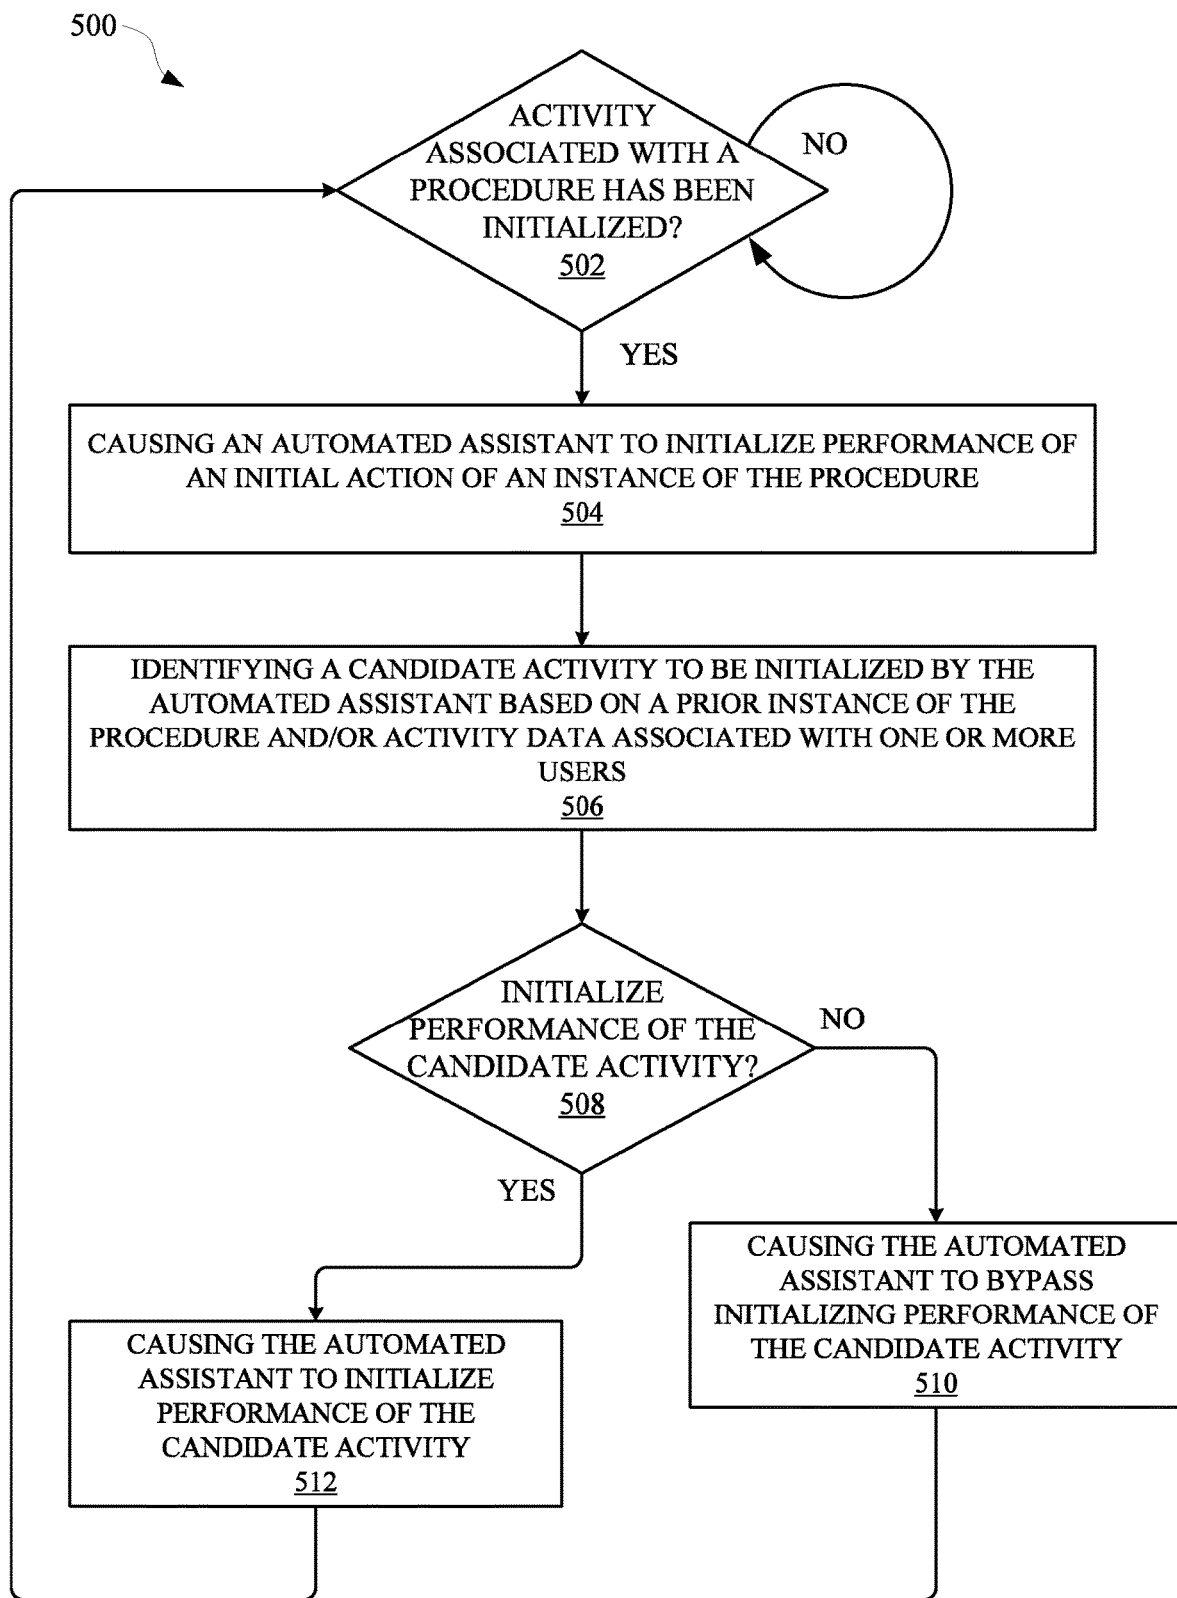 500
ACTIVITY
ASSOCIATED WITH A
PROCEDURE HAS BEEN
INITIALIZED?
502
NO
YES
CAUSING AN AUTOMATED ASSISTANT TO INITIALIZE PERFORMANCE OF
AN INITIAL ACTION OF AN INSTANCE OF THE PROCEDURE
504
IDENTIFYING A CANDIDATE ACTIVITY TO BE INITIALIZED BY THE
AUTOMATED ASSISTANT BASED ON A PRIOR INSTANCE OF THE
PROCEDURE AND/OR ACTIVITY DATA ASSOCIATED WITH ONE OR MORE
USERS
506
INITIALIZE
PERFORMANCE OF THE
CANDIDATE ACTIVITY?
508
NO
YES
CAUSING THE AUTOMATED
ASSISTANT TO BYPASS
INITIALIZING PERFORMANCE OF
THE CANDIDATE ACTIVITY
510
CAUSING THE AUTOMATED
ASSISTANT TO INITIALIZE
PERFORMANCE OF THE
CANDIDATE ACTIVITY
512